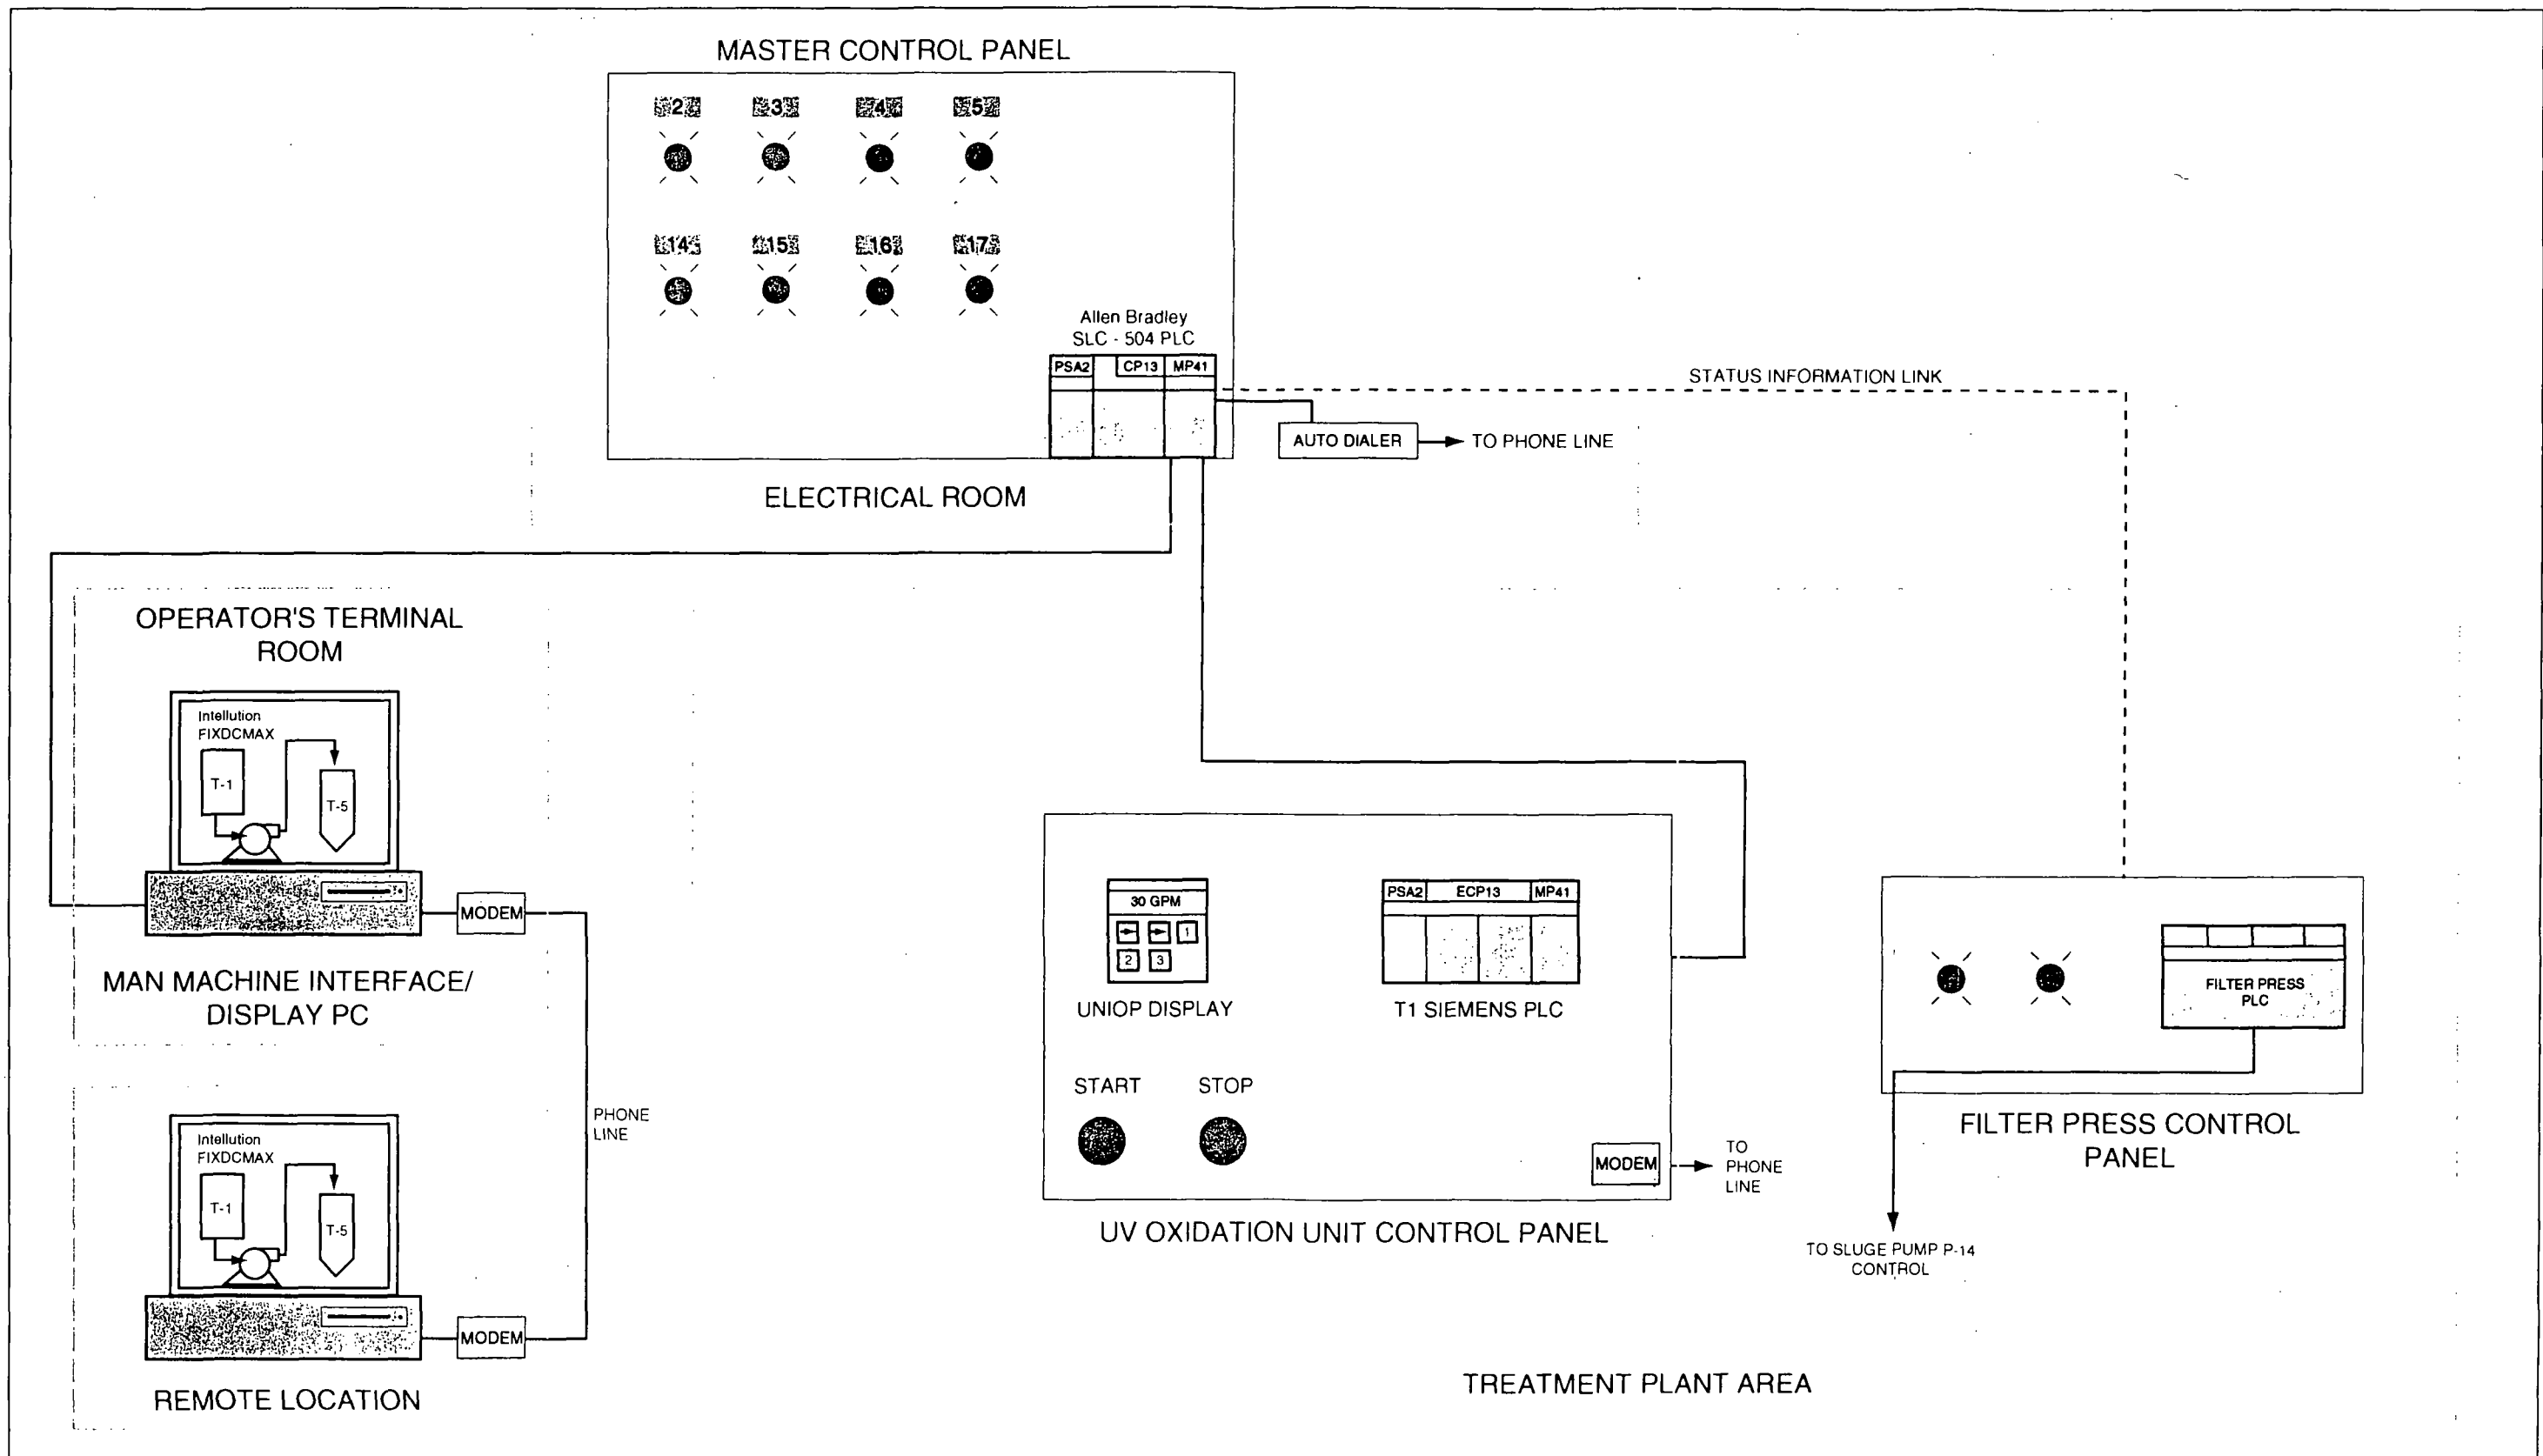 MASTER CONTROL PANEL
2 3 4 5
14 15 16 17
Allen Bradley
SLC - 504 PLC
PSA2 CP13 MP41
STATUS INFORMATION LINK
AUTO DIALER
TO PHONE LINE
ELECTRICAL ROOM
OPERATOR'S TERMINAL
ROOM
Intellution
FIXDCMAX
T-1
T-5
MODEM
MAN MACHINE INTERFACE/
DISPLAY PC
PHONE
LINE
Intellution
FIXDCMAX
T-1
T-5
MODEM
REMOTE LOCATION
30 GPM
1
2 3
UNIOP DISPLAY
PSA2 ECP13 MP41
T1 SIEMENS PLC
START STOP
MODEM
TO
PHONE
LINE
UV OXIDATION UNIT CONTROL PANEL
FILTER PRESS
PLC
FILTER PRESS CONTROL
PANEL
TO SLUGE PUMP P-14
CONTROL
TREATMENT PLANT AREA